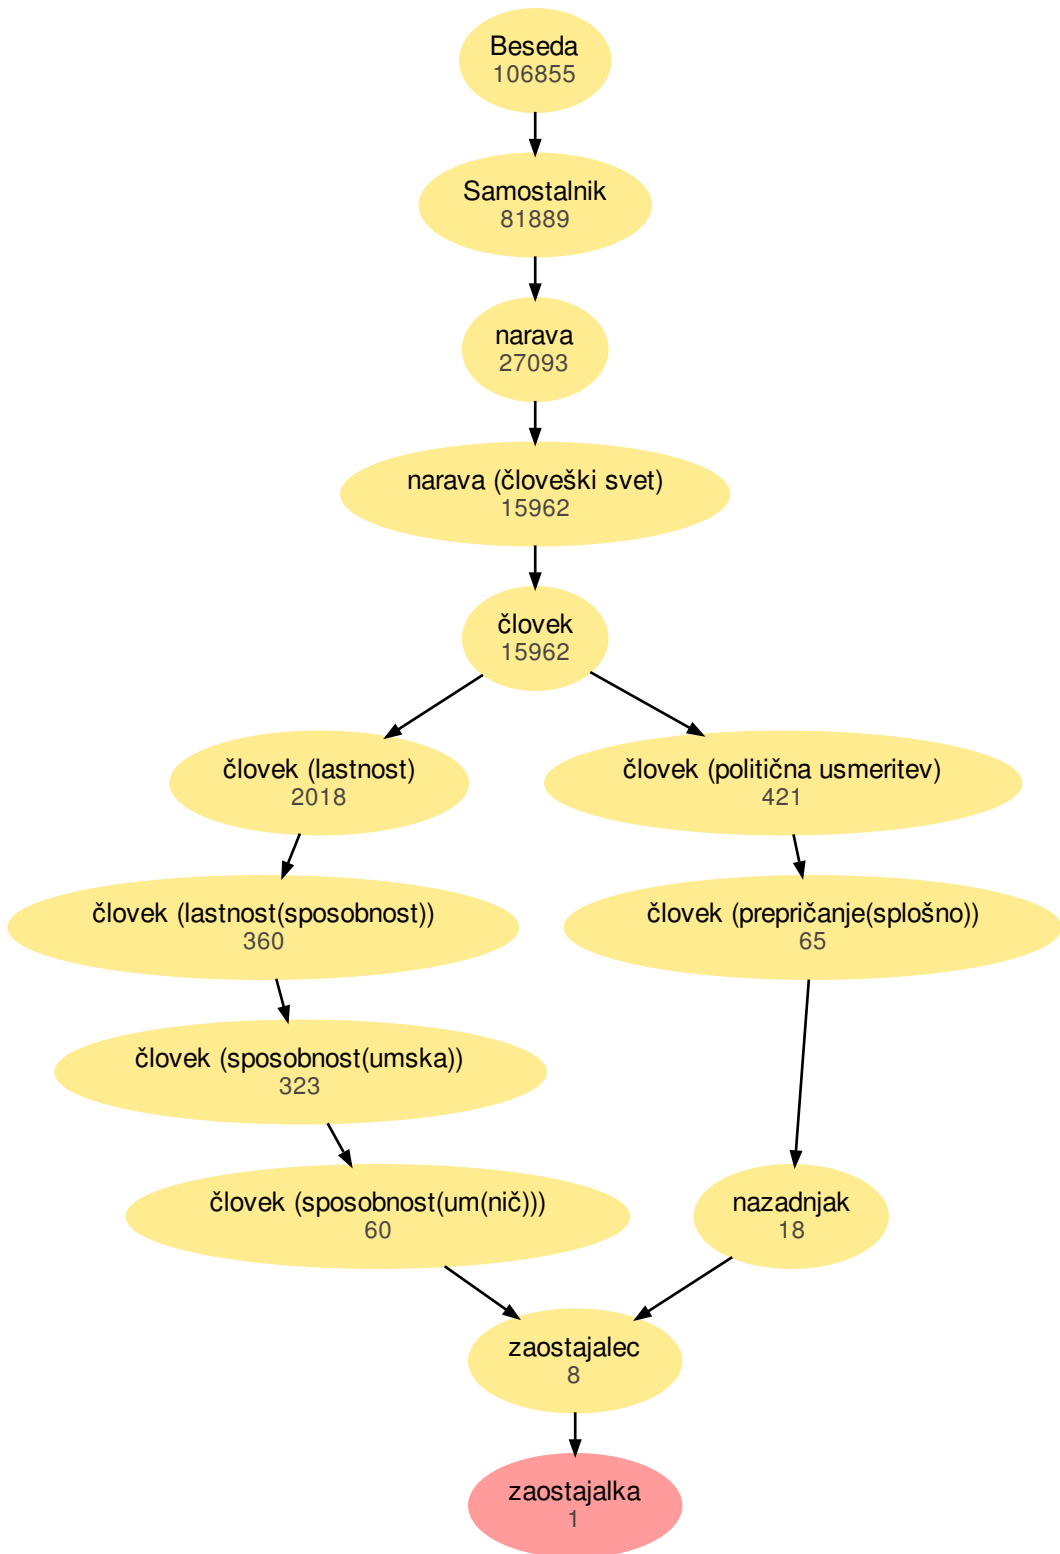 Beseda
106855
Samostalnik
81889
narava
27093
narava (človeški svet)
15962
človek
15962
človek (lastnost)
2018
človek (politična usmeritev)
421
človek (lastnost(sposobnost))
360
človek (prepričanje(splošno))
65
človek (sposobnost(umska))
323
človek (sposobnost(um(nič)))
60
nazadnjak
18
zaostajalec
8
zaostajalka
1